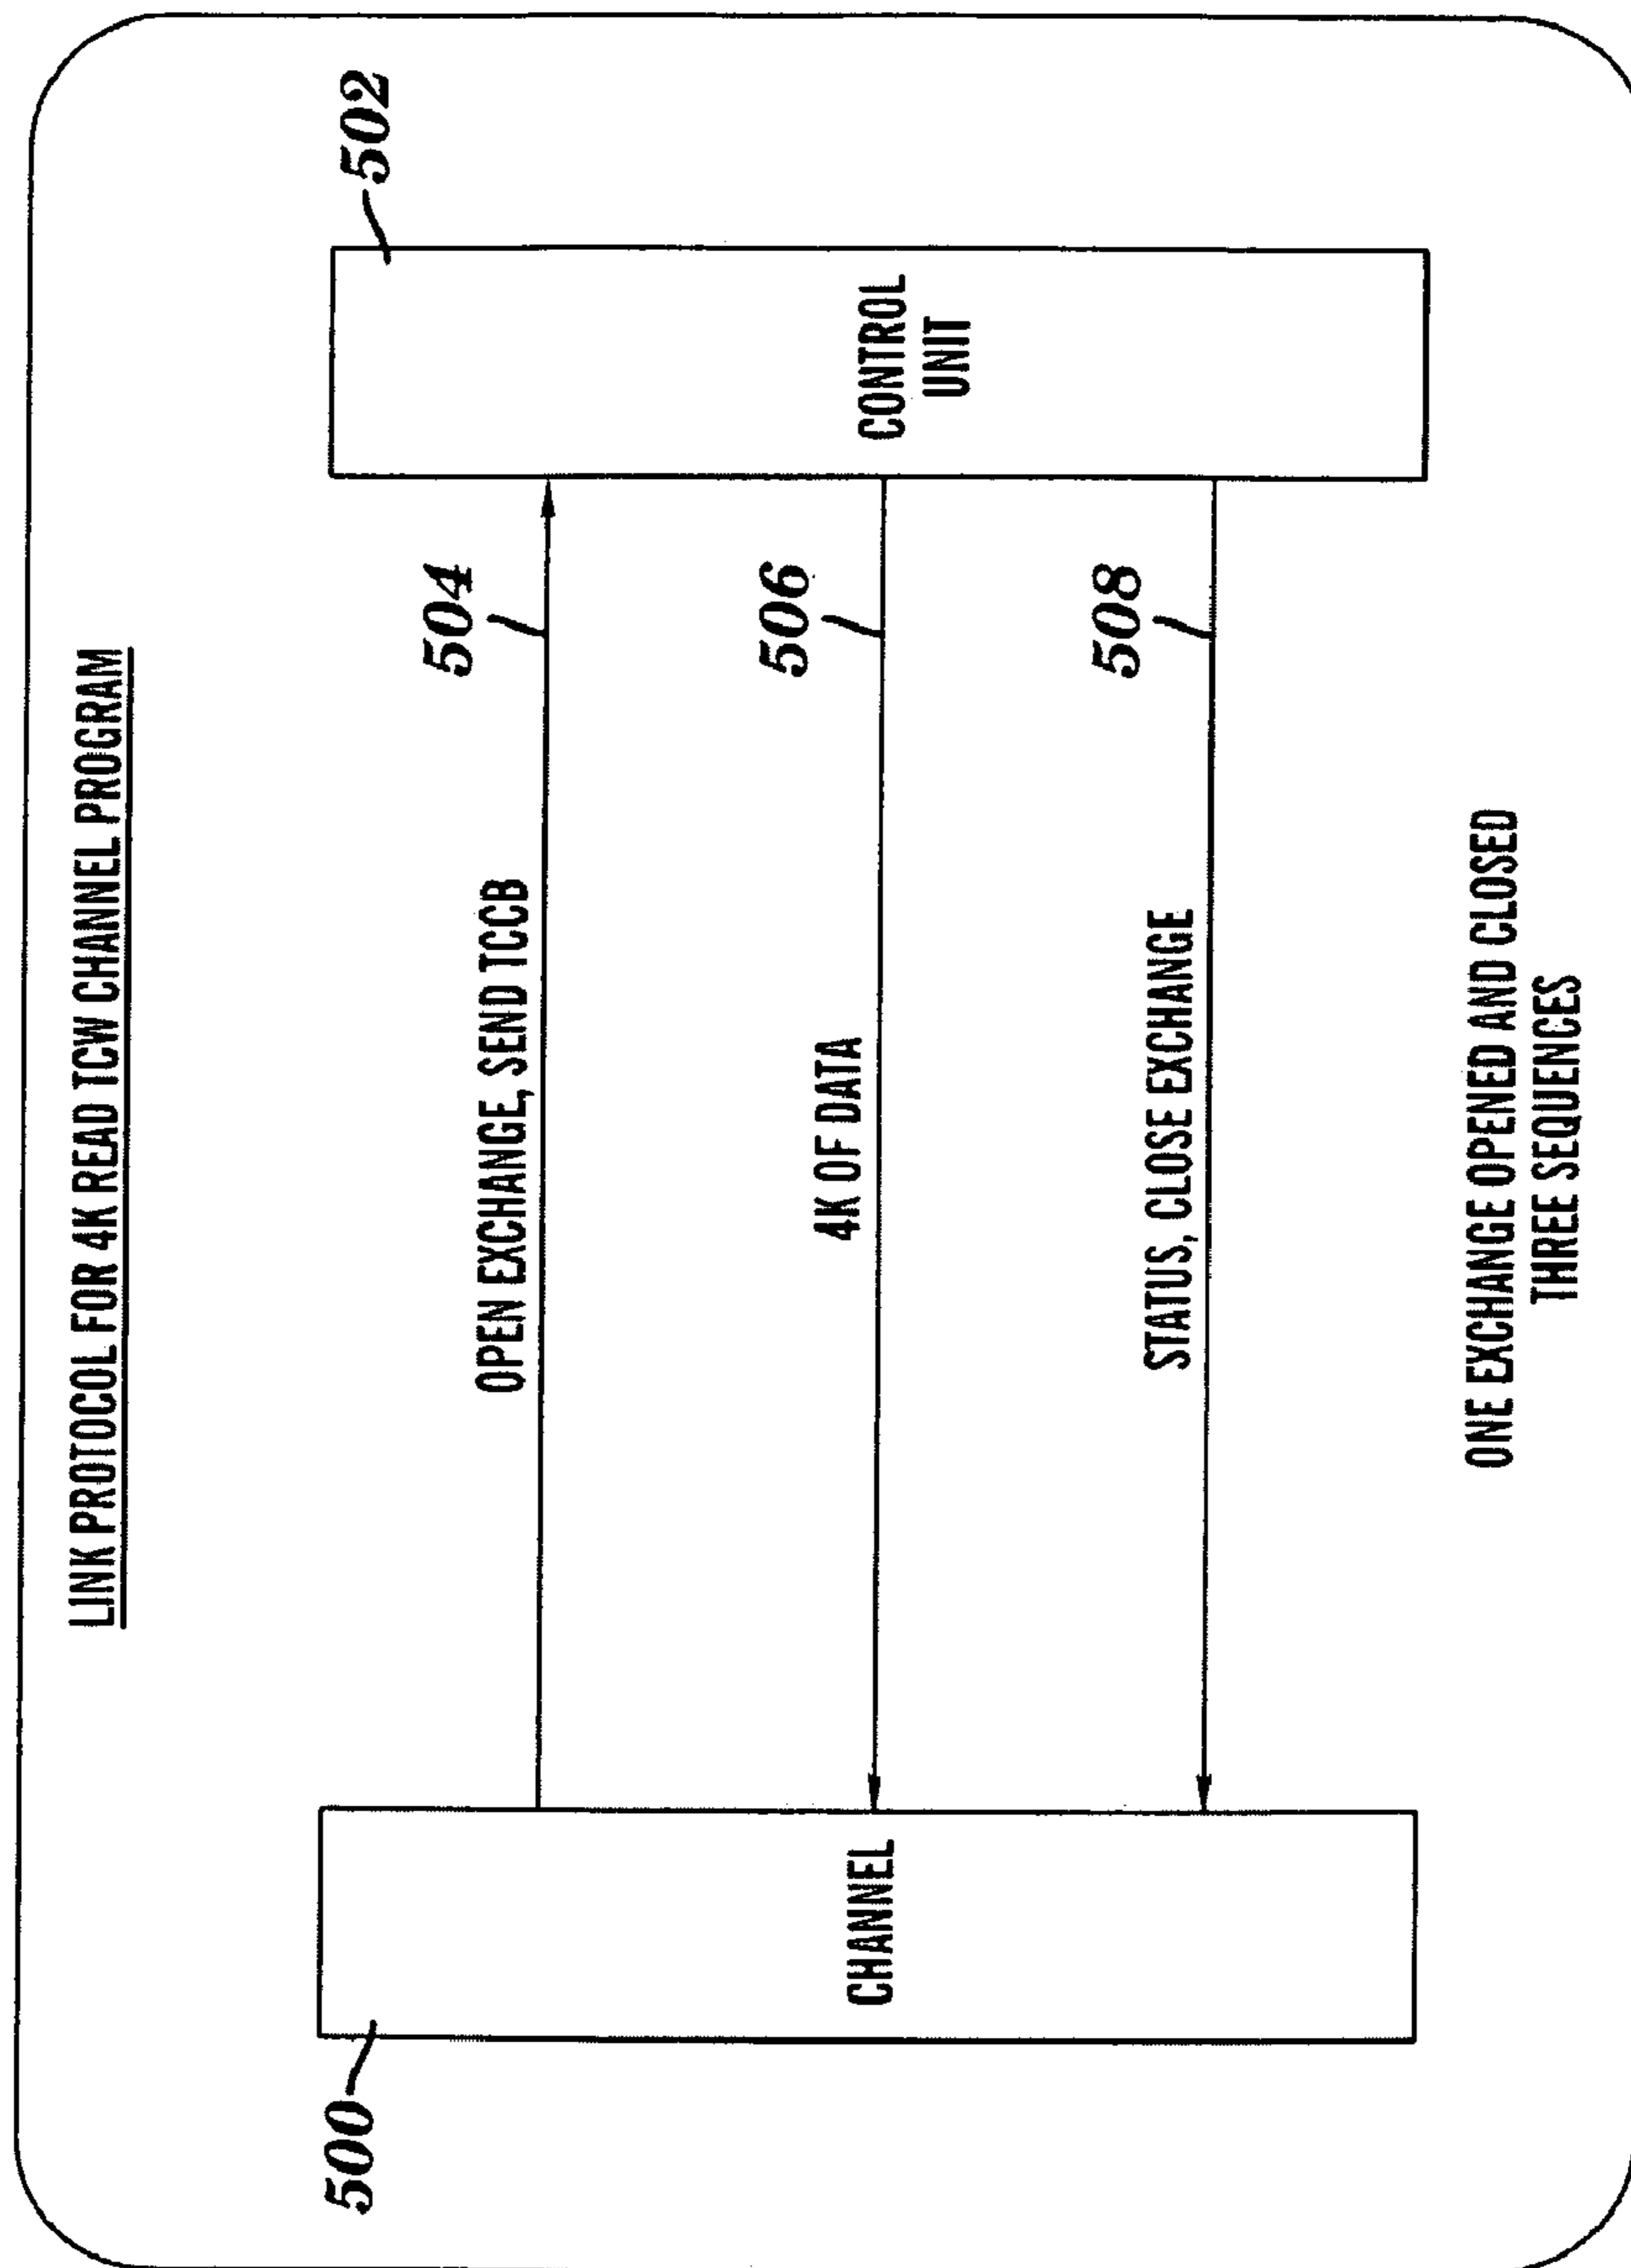 LINK PROTOCOL FOR 4K READ TCW CHANNEL PROGRAM
500
502
CHANNEL
CONTROL
UNIT
OPEN EXCHANGE, SEND TCCB
504
4K OF DATA
506
STATUS, CLOSE EXCHANGE
508
ONE EXCHANGE OPENED AND CLOSED
THREE SEQUENCES